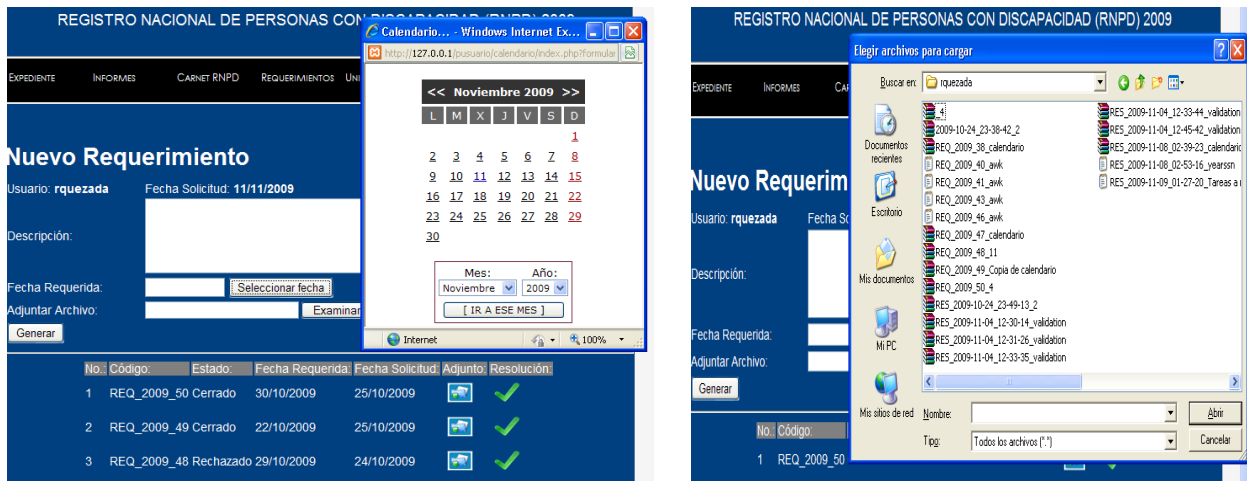 REGISTRO NACIONAL DE PERSONAS CON DISCAPACIDAD (RNPD) 2009
Calendario... - Windows Internet Ex...
http://127.0.0.1/pusuario/calendario/index.php?formular
EXPEDIENTE INFORMES CARNET RNPD REQUERIMIENTOS UNI
<< Noviembre 2009 >>
L M X J V S D
1
2 3 4 5 6 7 8
9 10 11 12 13 14 15
16 17 18 19 20 21 22
23 24 25 26 27 28 29
30
Mes: Año:
Noviembre 2009
[ IR A ESE MES ]
Internet 100%
Nuevo Requerimiento
Usuario: rquezada Fecha Solicitud: 11/11/2009
Descripción:
Fecha Requerida: Seleccionar fecha
Adjuntar Archivo: Examinar
Generar
No.: Código: Estado: Fecha Requerida: Fecha Solicitud: Adjunto: Resolución:
1 REQ_2009_50 Cerrado 30/10/2009 25/10/2009
2 REQ_2009_49 Cerrado 22/10/2009 25/10/2009
3 REQ_2009_48 Rechazado 29/10/2009 24/10/2009
REGISTRO NACIONAL DE PERSONAS CON DISCAPACIDAD (RNPD) 2009
EXPEDIENTE INFORMES CAR
Nuevo Requerim
Usuario: rquezada Fecha So
Descripción:
Fecha Requerida:
Adjuntar Archivo:
Generar
No.: Código:
1 REQ_2009_50
Elegir archivos para cargar
Buscar en: rquezada
Documentos recientes
Escritorio
Mis documentos
Mi PC
Mis sitios de red
_4
2009-10-24_23-38-42_2
REQ_2009_38_calendario
REQ_2009_40_awk
REQ_2009_41_awk
REQ_2009_43_awk
REQ_2009_46_awk
REQ_2009_47_calendario
REQ_2009_48_11
REQ_2009_49_Copia de calendario
REQ_2009_50_4
RES_2009-10-24_23-49-13_2
RES_2009-11-04_12-30-14_validation
RES_2009-11-04_12-31-26_validation
RES_2009-11-04_12-33-35_validation
RES_2009-11-04_12-33-44_validation
RES_2009-11-04_12-45-42_validation
RES_2009-11-08_02-39-23_calendaric
RES_2009-11-08_02-53-16_yearssn
RES_2009-11-09_01-27-20_Tareas a
Nombre: Abrir
Tipo: Todos los archivos (*.*) Cancelar